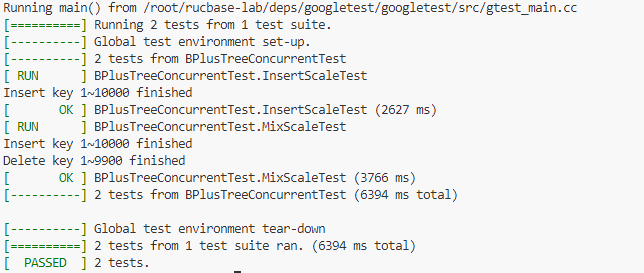 Running main() from /root/rucbase-lab/deps/googletest/googletest/src/gtest_main.cc
[==========] Running 2 tests from 1 test suite.
[----------] Global test environment set-up.
[----------] 2 tests from BPlusTreeConcurrentTest
[ RUN      ] BPlusTreeConcurrentTest.InsertScaleTest
Insert key 1~10000 finished
[       OK ] BPlusTreeConcurrentTest.InsertScaleTest (2627 ms)
[ RUN      ] BPlusTreeConcurrentTest.MixScaleTest
Insert key 1~10000 finished
Delete key 1~9900 finished
[       OK ] BPlusTreeConcurrentTest.MixScaleTest (3766 ms)
[----------] 2 tests from BPlusTreeConcurrentTest (6394 ms total)

[----------] Global test environment tear-down
[==========] 2 tests from 1 test suite ran. (6394 ms total)
[  PASSED  ] 2 tests.